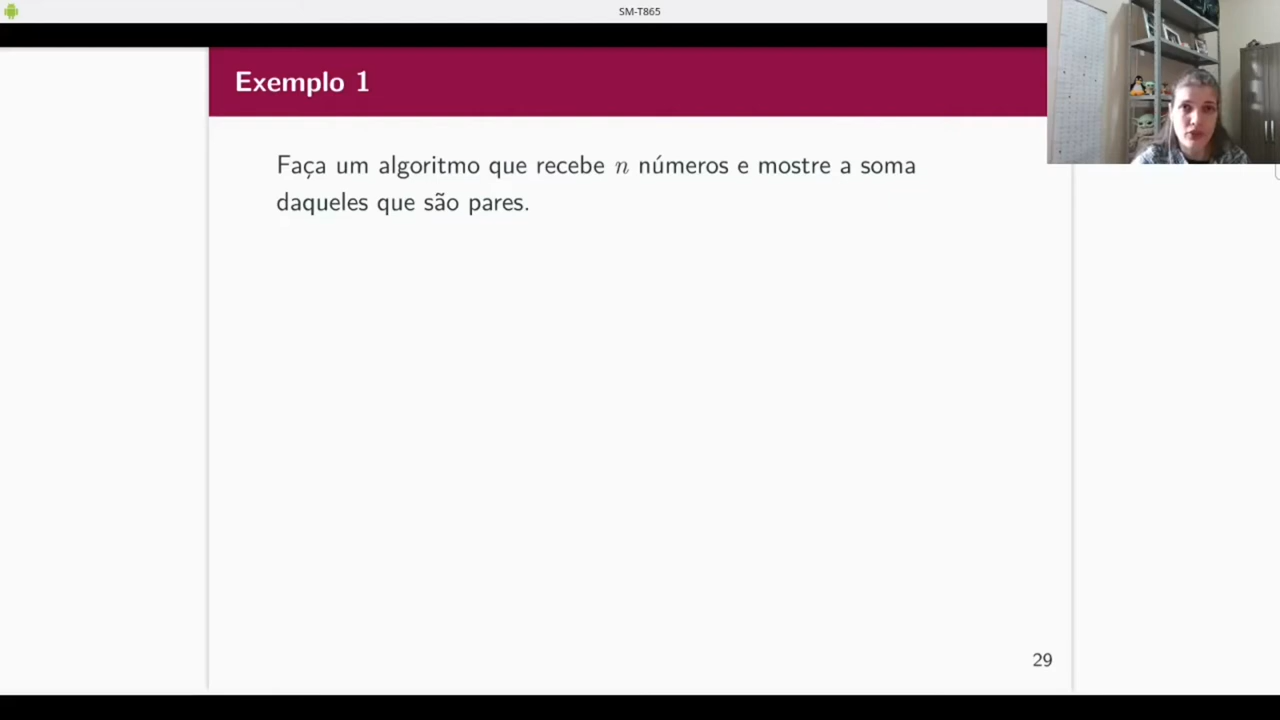 SM-T865
Exemplo 1
Faça um algoritmo que recebe n números e mostre a soma
daqueles que são pares.
29